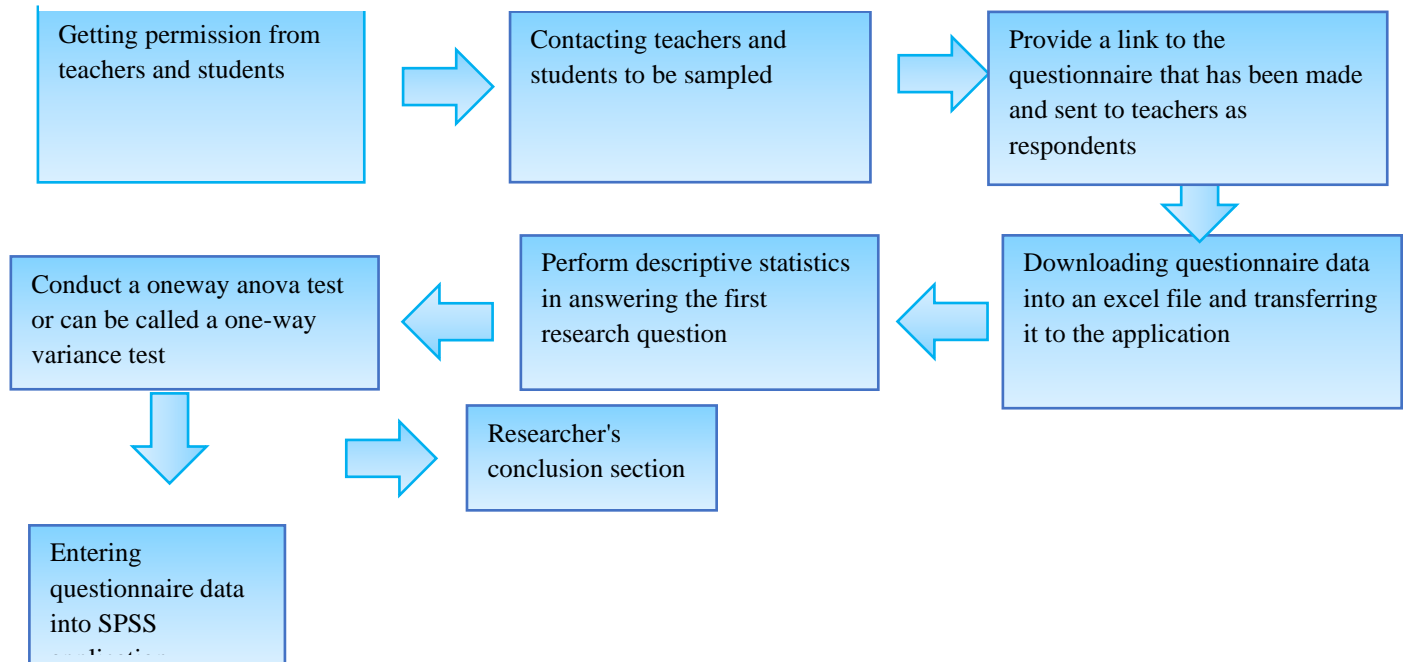 Getting permission from
teachers and students
Contacting teachers and
students to be sampled
Provide a link to the
questionnaire that has been made
and sent to teachers as
respondents
Downloading questionnaire data
into an excel file and transferring
it to the application
Perform descriptive statistics
in answering the first
research question
Conduct a oneway anova test
or can be called a one-way
variance test
Entering
questionnaire data
into SPSS
Researcher's
conclusion section